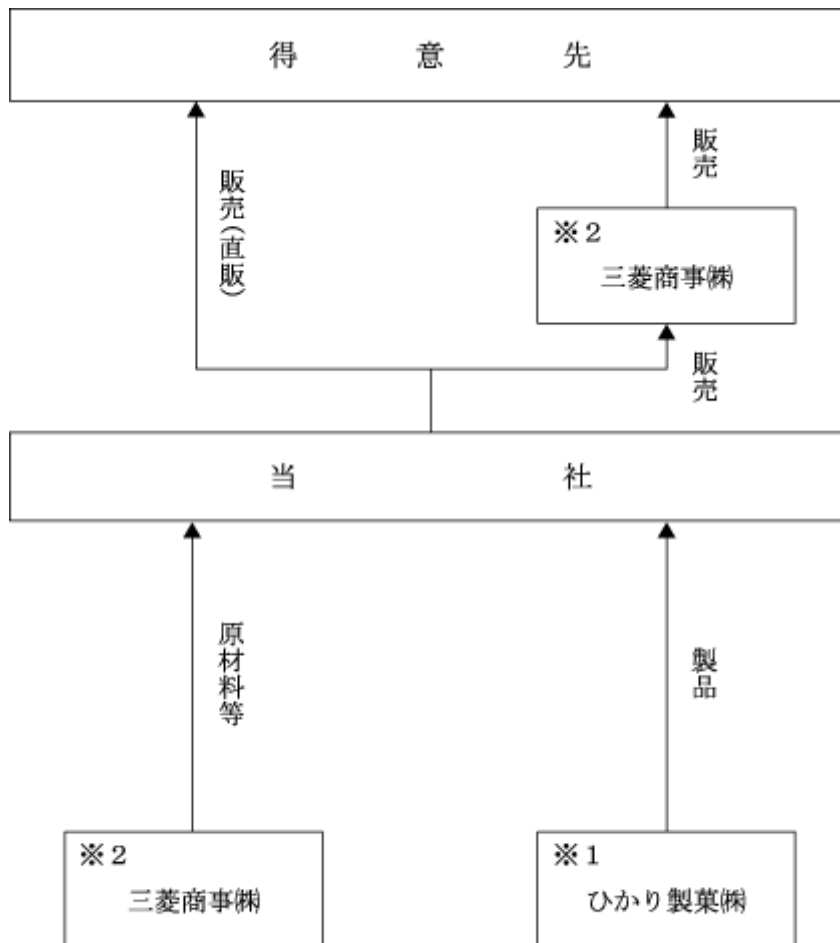 得意先
販売(直販)
販売
※2
三菱商事㈱
販売
当社
原材料等
製品
※2
三菱商事㈱
※1
ひかり製菓㈱